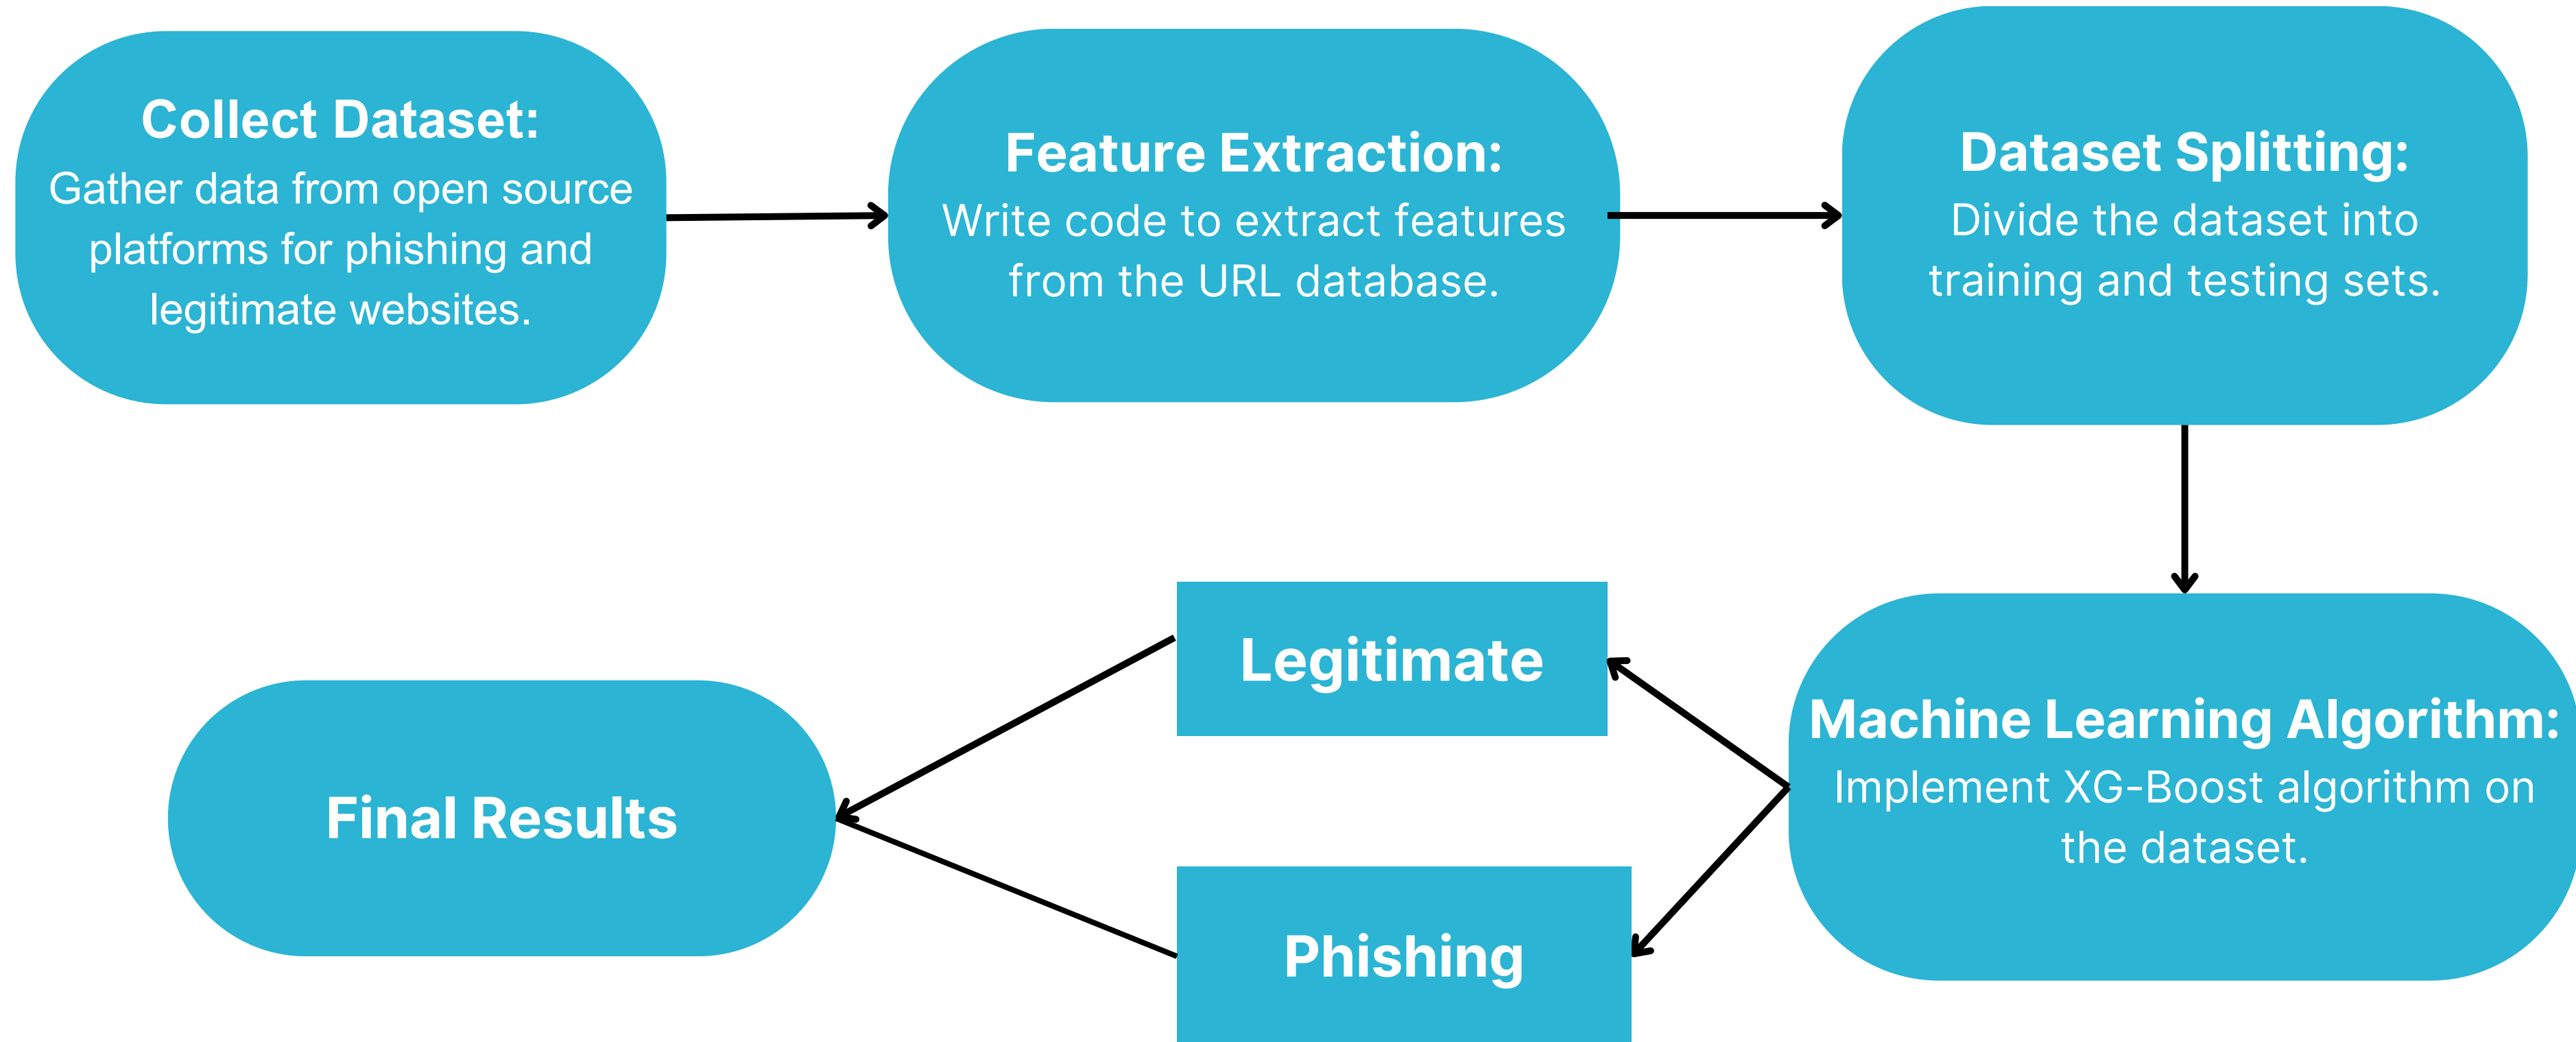 Collect Dataset:
Gather data from open source
platforms for phishing and
legitimate websites.
Feature Extraction:
Write code to extract features
from the URL database.
Dataset Splitting:
Divide the dataset into
training and testing sets.
Machine Learning Algorithm:
Implement XG-Boost algorithm on
the dataset.
Legitimate
Phishing
Final Results